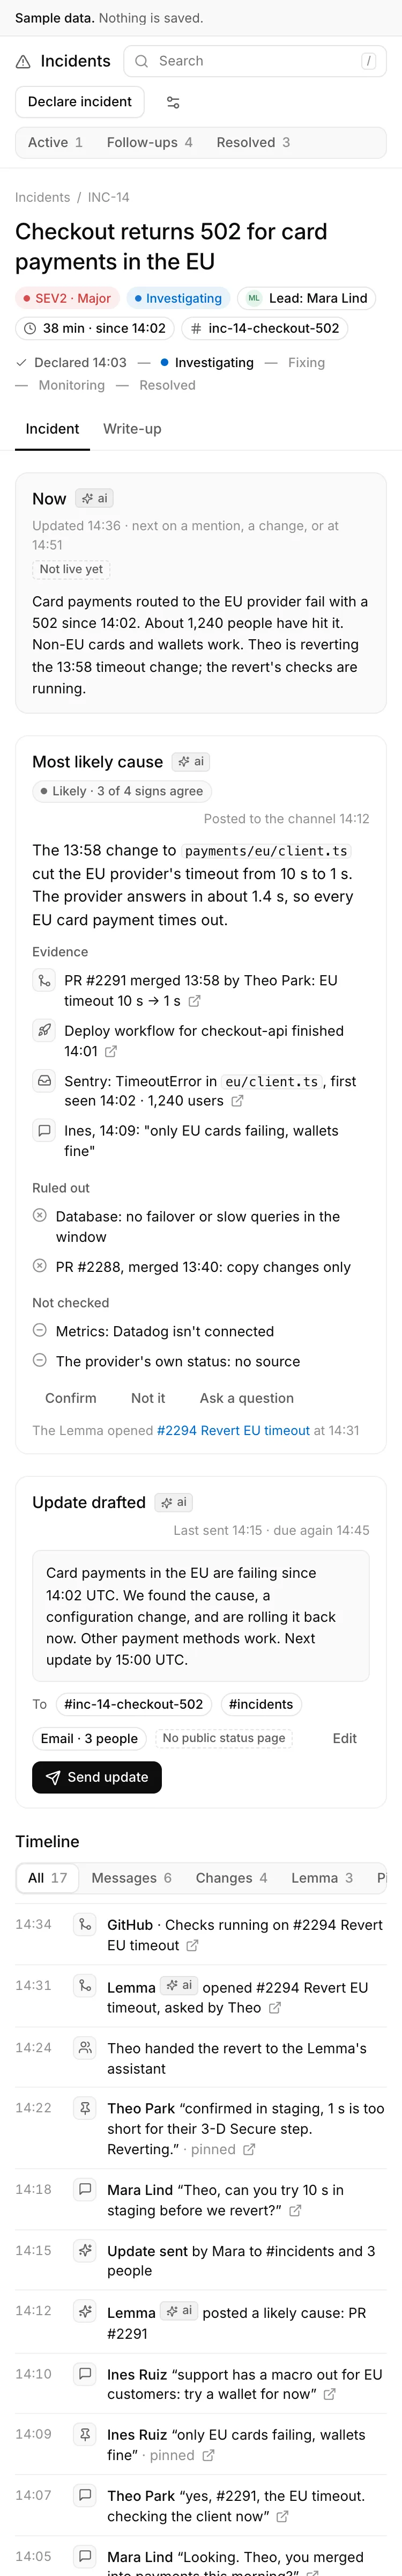 Sample data. Nothing is saved.
Incidents
Search
/
Declare incident
Active 1 Follow-ups 4 Resolved 3
Incidents / INC-14
Checkout returns 502 for card
payments in the EU
SEV2 · Major
Investigating
ML Lead: Mara Lind
38 min · since 14:02
# inc-14-checkout-502
Declared 14:03 — Investigating — Fixing
— Monitoring — Resolved
Incident Write-up
Now ai
Updated 14:36 · next on a mention, a change, or at
14:51
Not live yet
Card payments routed to the EU provider fail with a
502 since 14:02. About 1,240 people have hit it.
Non-EU cards and wallets work. Theo is reverting
the 13:58 timeout change; the revert's checks are
running.
Most likely cause ai
Likely · 3 of 4 signs agree
Posted to the channel 14:12
The 13:58 change to payments/eu/client.ts
cut the EU provider's timeout from 10 s to 1 s.
The provider answers in about 1.4 s, so every
EU card payment times out.
Evidence
PR #2291 merged 13:58 by Theo Park: EU
timeout 10 s → 1 s
Deploy workflow for checkout-api finished
14:01
Sentry: TimeoutError in eu/client.ts, first
seen 14:02 · 1,240 users
Ines, 14:09: "only EU cards failing, wallets
fine"
Ruled out
Database: no failover or slow queries in the
window
PR #2288, merged 13:40: copy changes only
Not checked
Metrics: Datadog isn't connected
The provider's own status: no source
Confirm Not it Ask a question
The Lemma opened #2294 Revert EU timeout at 14:31
Update drafted ai
Last sent 14:15 · due again 14:45
Card payments in the EU are failing since
14:02 UTC. We found the cause, a
configuration change, and are rolling it back
now. Other payment methods work. Next
update by 15:00 UTC.
To #inc-14-checkout-502 #incidents
Email · 3 people No public status page Edit
Send update
Timeline
All 17 Messages 6 Changes 4 Lemma 3
14:34 GitHub · Checks running on #2294 Revert
EU timeout
14:31 Lemma ai opened #2294 Revert EU
timeout, asked by Theo
14:24 Theo handed the revert to the Lemma's
assistant
14:22 Theo Park “confirmed in staging, 1 s is too
short for their 3-D Secure step.
Reverting.” · pinned
14:18 Mara Lind “Theo, can you try 10 s in
staging before we revert?”
14:15 Update sent by Mara to #incidents and 3
people
14:12 Lemma ai posted a likely cause: PR
#2291
14:10 Ines Ruiz “support has a macro out for EU
customers: try a wallet for now”
14:09 Ines Ruiz “only EU cards failing, wallets
fine” · pinned
14:07 Theo Park “yes, #2291, the EU timeout.
checking the client now”
14:05 Mara Lind “Looking. Theo, you merged
into payments this morning?”